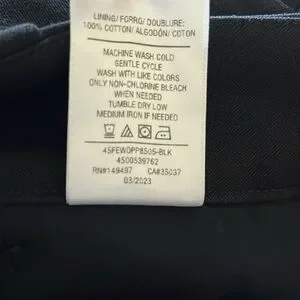 LINING/ FORRO/ DOUBLURE:
100% COTTON/ ALGODÓN/ COTON
MACHINE WASH COLD
GENTLE CYCLE
WASH WITH LIKE COLORS
ONLY NON-CHLORINE BLEACH
WHEN NEEDED
TUMBLE DRY LOW
MEDIUM IRON IF NEEDED
45FEWDPP8505-BLK
4500539762
RN#149497 CA#35037
03/2023